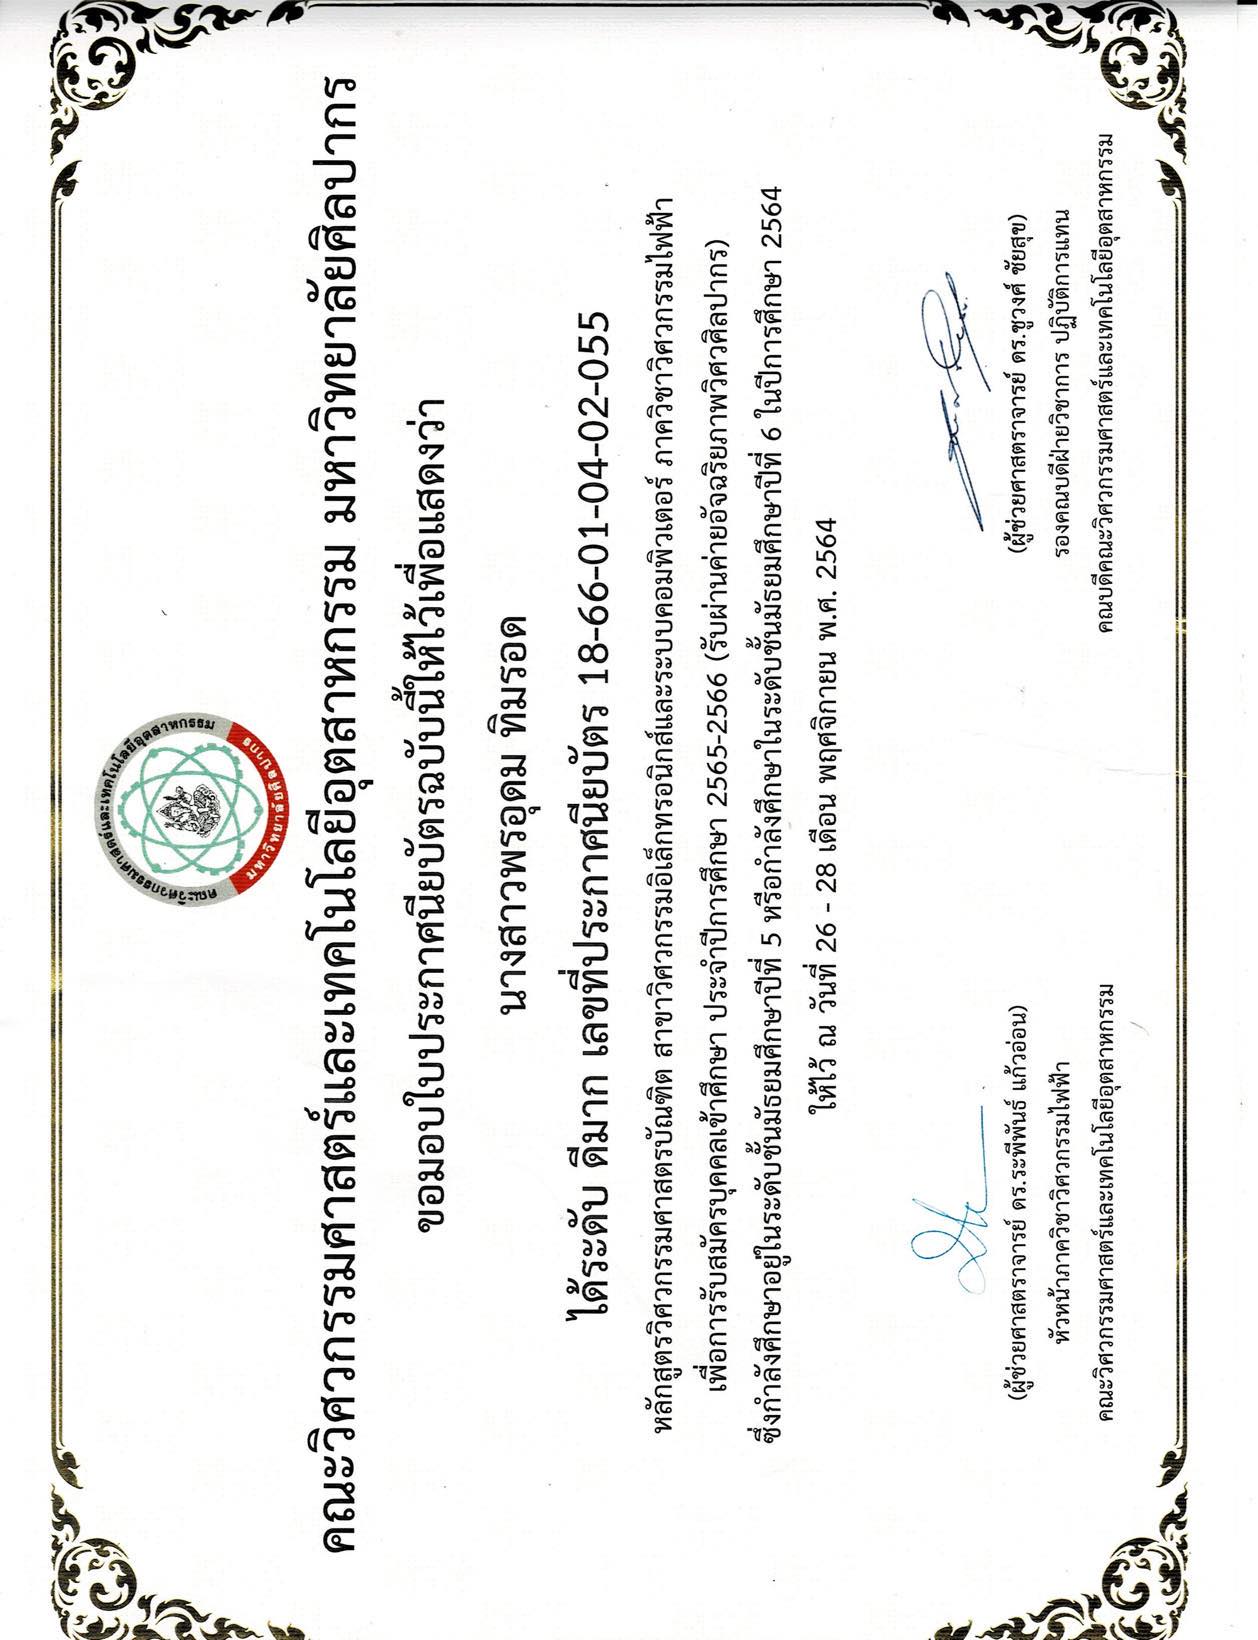 คณะวิศวกรรมศาสตร์และเทคโนโลยีอุตสาหกรรม
มหาวิทยาลัยศิลปากร
คณะวิศวกรรมศาสตร์และเทคโนโลยีอุตสาหกรรม มหาวิทยาลัยศิลปากร
ขอมอบใบประกาศนียบัตรฉบับนี้ให้ไว้เพื่อแสดงว่า
นางสาวพรอุดม ทิมรอด
ได้ระดับ ดีมาก เลขที่ประกาศนียบัตร 18-66-01-04-02-055
หลักสูตรวิศวกรรมศาสตรบัณฑิต สาขาวิศวกรรมอิเล็กทรอนิกส์และระบบคอมพิวเตอร์ ภาควิชาวิศวกรรมไฟฟ้า
เพื่อการรับสมัครบุคคลเข้าศึกษา ประจำปีการศึกษา 2565-2566 (รับผ่านค่ายอัจฉริยภาพวิศวศิลปากร)
ซึ่งกำลังศึกษาอยู่ในระดับชั้นมัธยมศึกษาปีที่ 5 หรือกำลังศึกษาในระดับชั้นมัธยมศึกษาปีที่ 6 ในปีการศึกษา 2564
ให้ไว้ ณ วันที่ 26 - 28 เดือน พฤศจิกายน พ.ศ. 2564
(ผู้ช่วยศาสตราจารย์ ดร.ระพีพันธ์ แก้วอ่อน)
หัวหน้าภาควิชาวิศวกรรมไฟฟ้า
คณะวิศวกรรมศาสตร์และเทคโนโลยีอุตสาหกรรม
(ผู้ช่วยศาสตราจารย์ ดร.ชูวงศ์ ชัยสุข)
รองคณบดีฝ่ายวิชาการ ปฏิบัติการแทน
คณบดีคณะวิศวกรรมศาสตร์และเทคโนโลยีอุตสาหกรรม